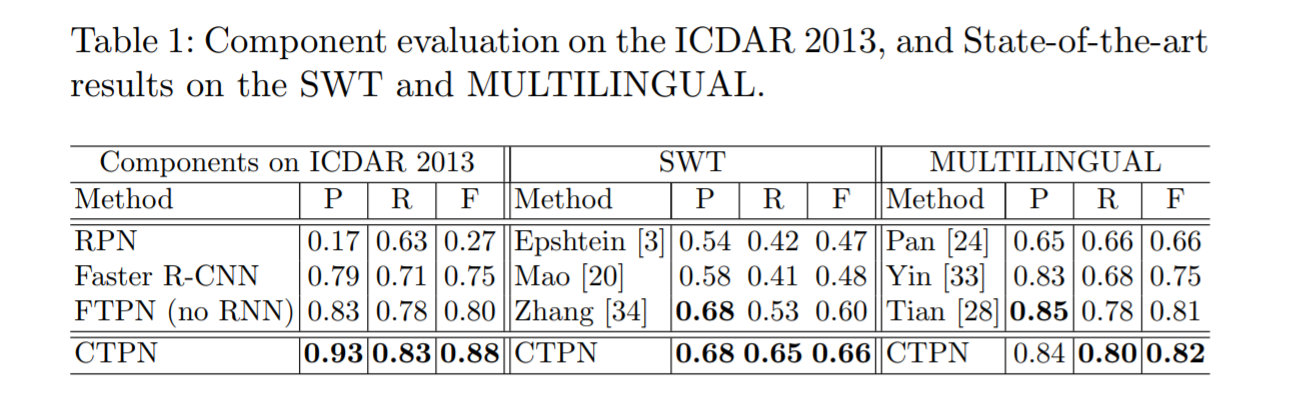 Table 1: Component evaluation on the ICDAR 2013, and State-of-the-art
results on the SWT and MULTILINGUAL.
Components on ICDAR 2013 SWT MULTILINGUAL
Method P R F Method P R F Method P R F
RPN 0.17 0.63 0.27 Epshtein [3] 0.54 0.42 0.47 Pan [24] 0.65 0.66 0.66
Faster R-CNN 0.79 0.71 0.75 Mao [20] 0.58 0.41 0.48 Yin [33] 0.83 0.68 0.75
FTPN (no RNN) 0.83 0.78 0.80 Zhang [34] 0.68 0.53 0.60 Tian [28] 0.85 0.78 0.81
CTPN 0.93 0.83 0.88 CTPN 0.68 0.65 0.66 CTPN 0.84 0.80 0.82